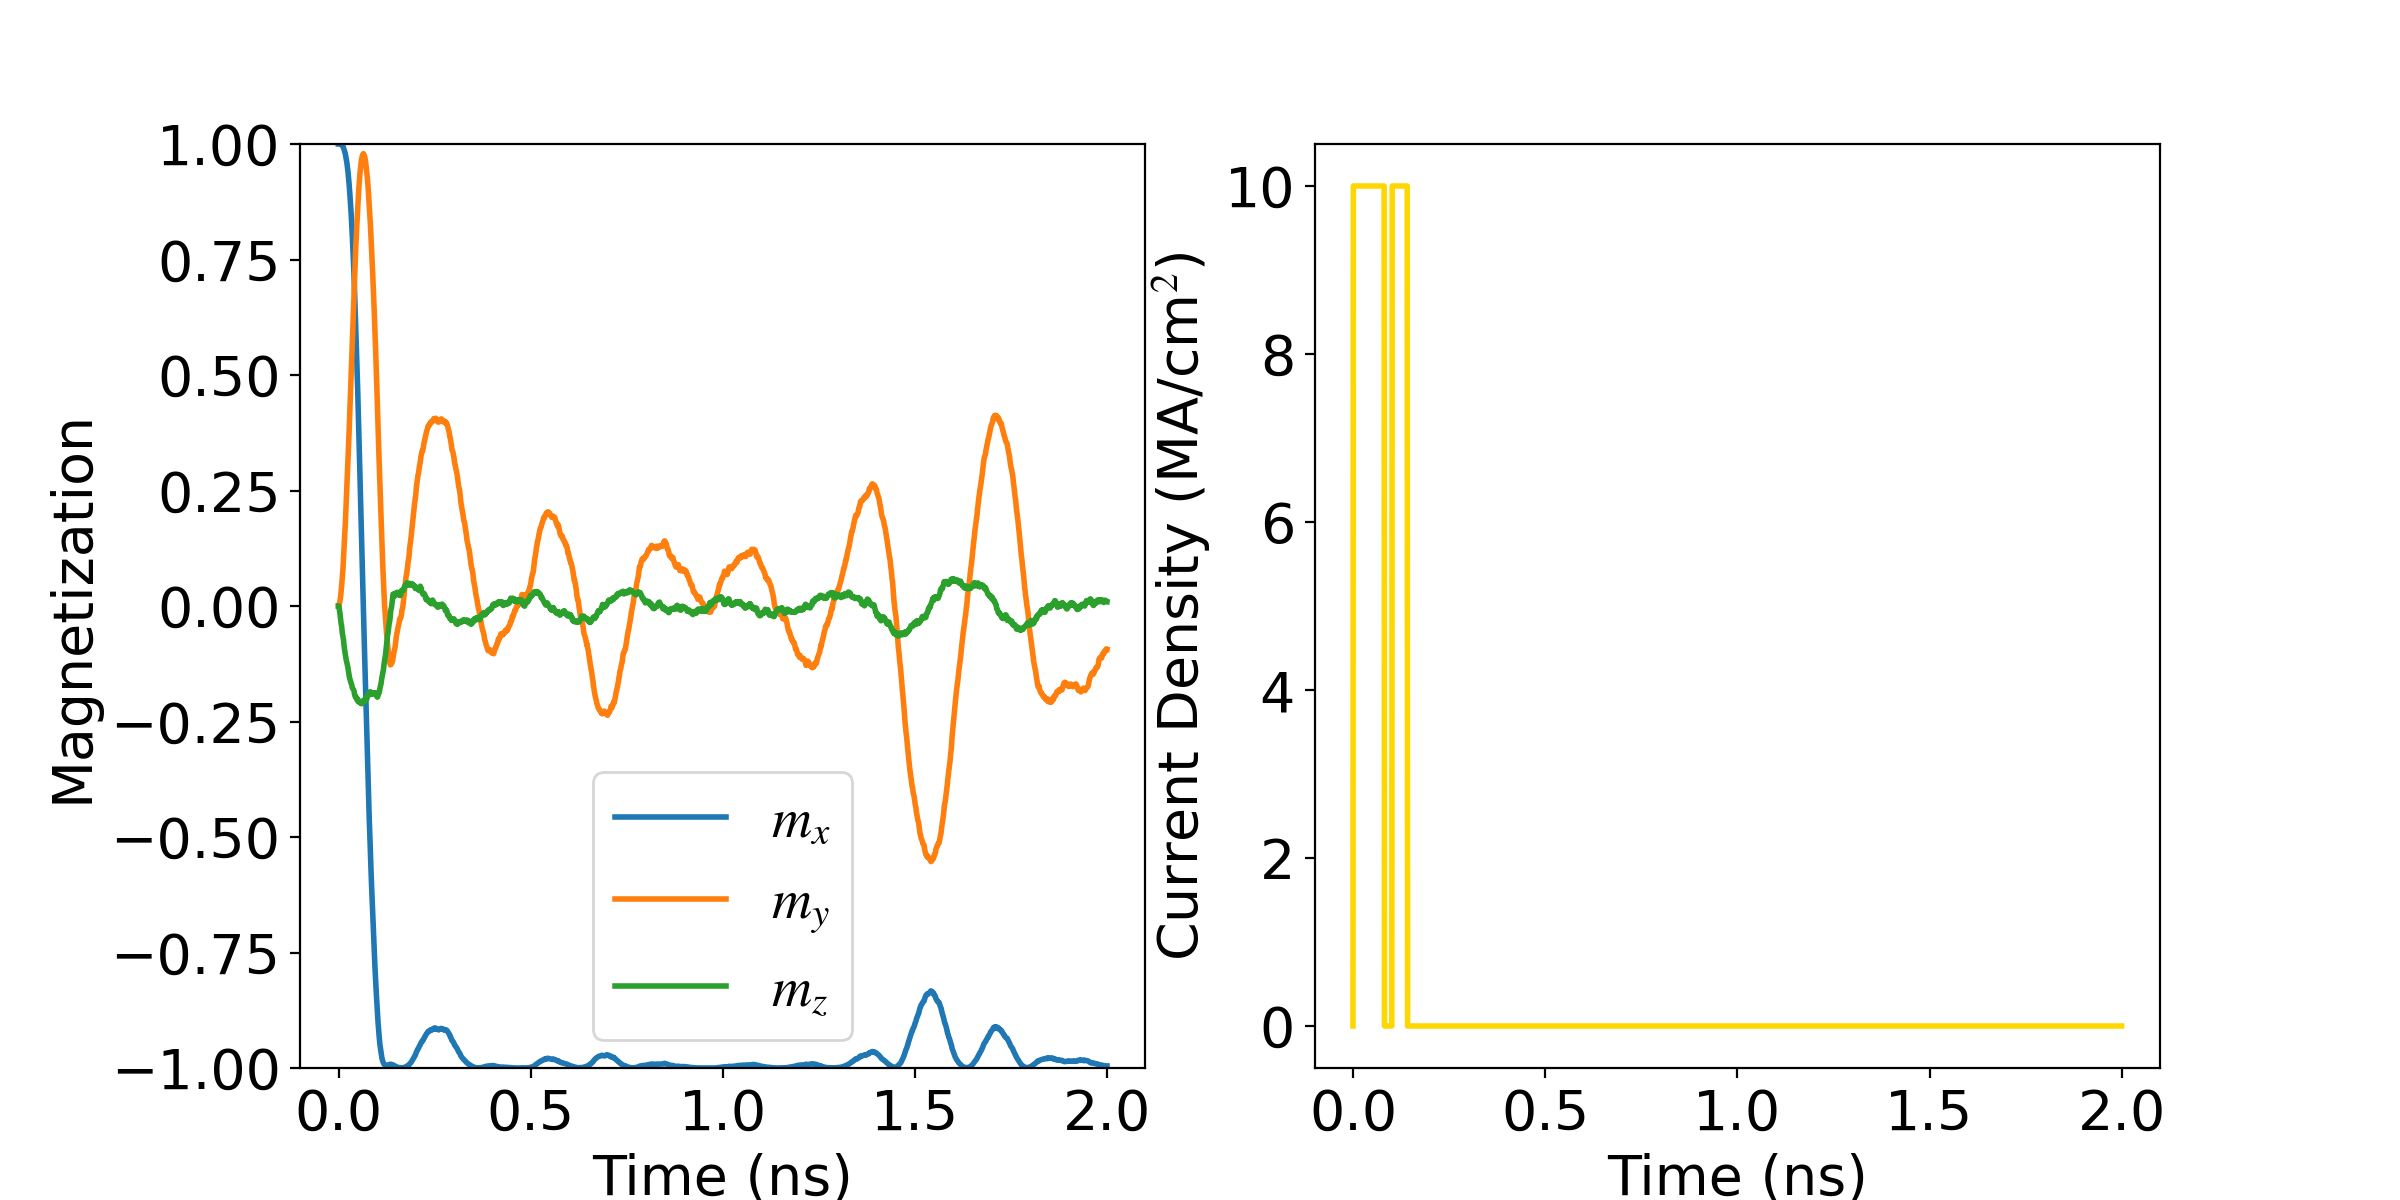 Magnetization
1.00
0.75
0.50
0.25
0.00
−0.25
−0.50
−0.75
−1.00
m_x
m_y
m_z
0.0 0.5 1.0 1.5 2.0
Time (ns)
Current Density (MA/cm²)
10
8
6
4
2
0
0.0 0.5 1.0 1.5 2.0
Time (ns)